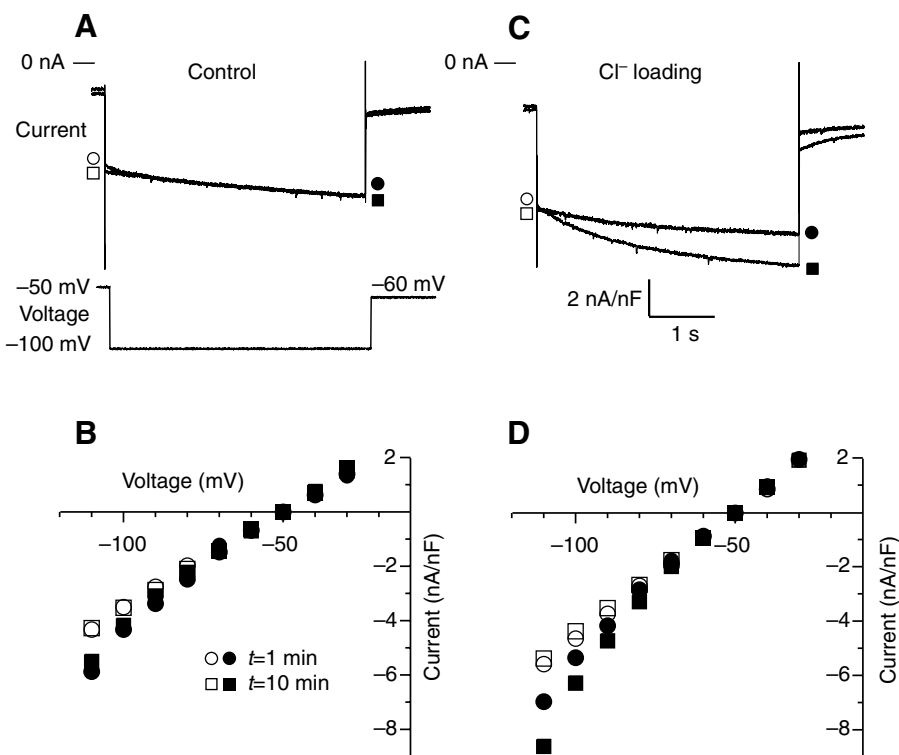 A
0 nA
Control
Current
–50 mV
Voltage
–60 mV
–100 mV
C
0 nA
Cl– loading
2 nA/nF
1 s
B
Voltage (mV)
2
–100
–50
–2
–4
–6
–8
Current (nA/nF)
t=1 min
t=10 min
D
Voltage (mV)
2
–100
–50
–2
–4
–6
–8
Current (nA/nF)